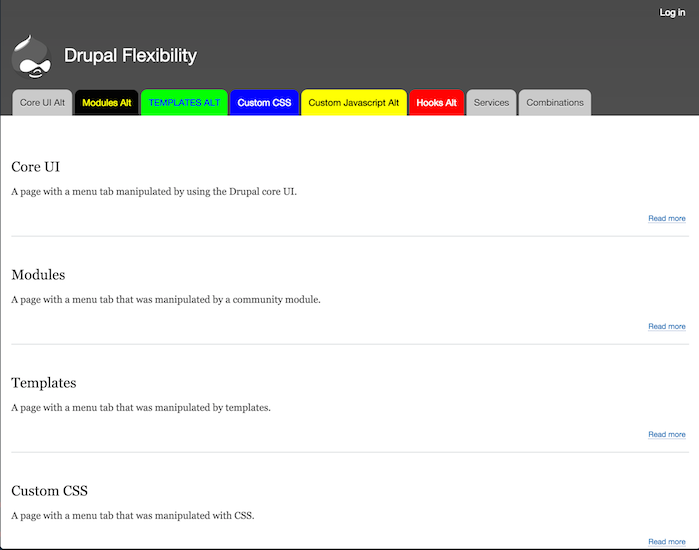 Log in
Drupal Flexibility
Core UI Alt Modules Alt TEMPLATES ALT Custom CSS Custom Javascript Alt Hooks Alt Services Combinations
Core UI
A page with a menu tab manipulated by using the Drupal core UI.
Read more
Modules
A page with a menu tab that was manipulated by a community module.
Read more
Templates
A page with a menu tab that was manipulated by templates.
Read more
Custom CSS
A page with a menu tab that was manipulated with CSS.
Read more